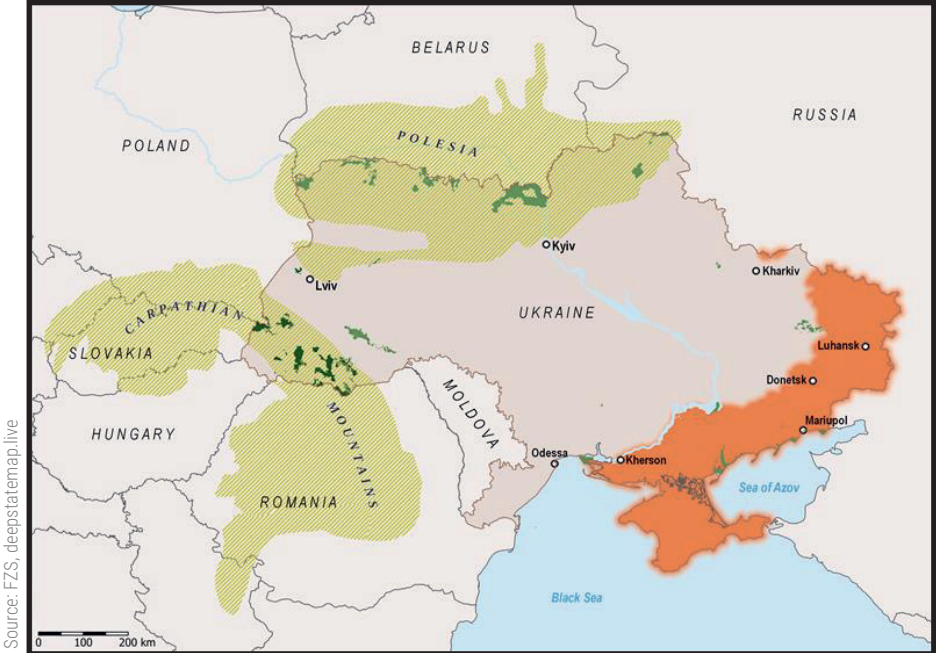 BELARUS
RUSSIA
POLAND
POLESIA
Kyiv
Kharkiv
Lviv
UKRAINE
CARPATHIAN
SLOVAKIA
Luhansk
Donetsk
MOLDOVA
MOUNTAINS
Mariupol
HUNGARY
Odessa
Kherson
ROMANIA
Sea of Azov
Black Sea
0 100 200 km
Source: FZS, deepstatemap.live